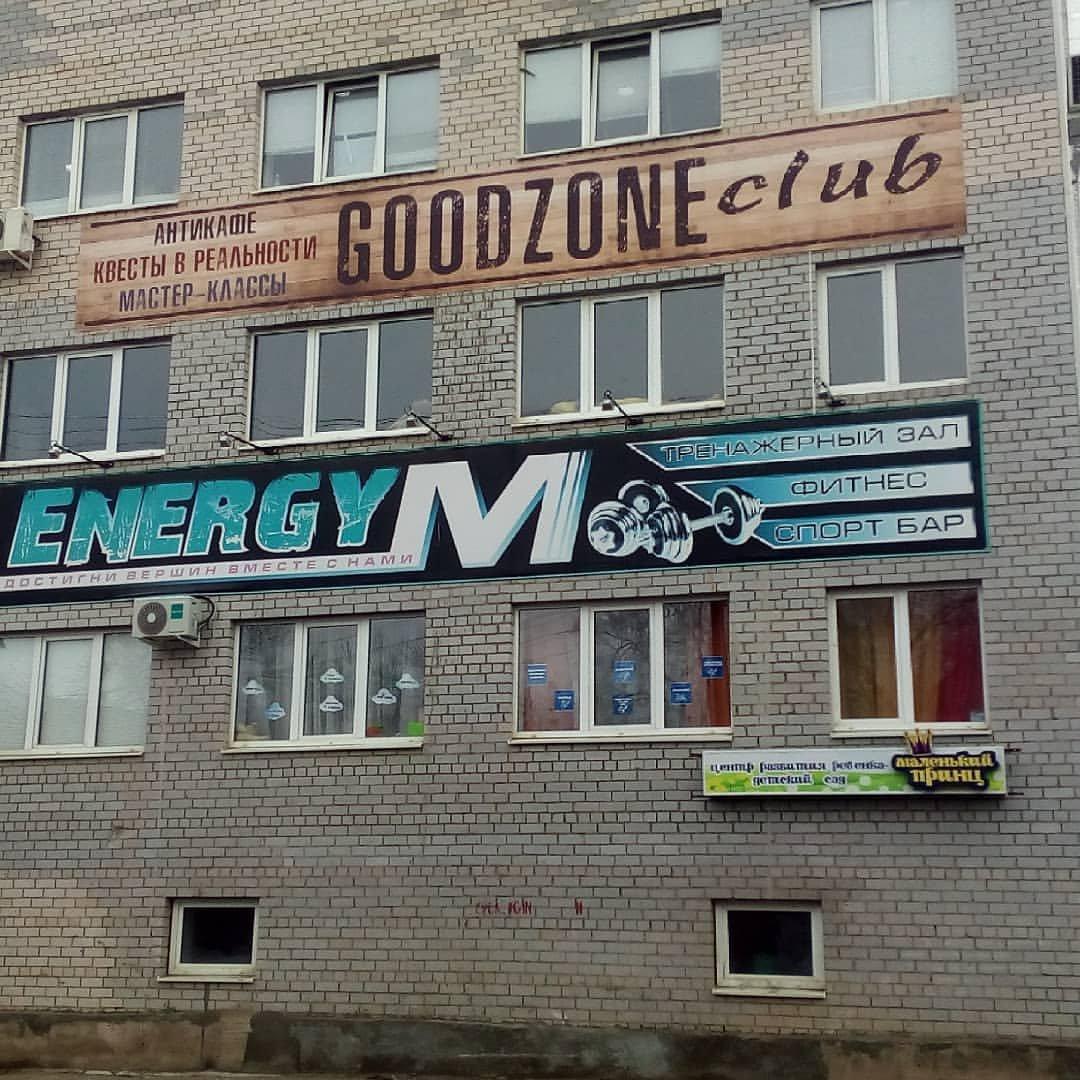 АНТИКАФЕ
КВЕСТЫ В РЕАЛЬНОСТИ
МАСТЕР-КЛАССЫ
GOODZONE club
ENERGYM
ДОСТИГНИ ВЕРШИН ВМЕСТЕ С НАМИ
ТРЕНАЖЕРНЫЙ ЗАЛ
ФИТНЕС
СПОРТ БАР
центр развития ребенка-
детский сад
маленький
принц